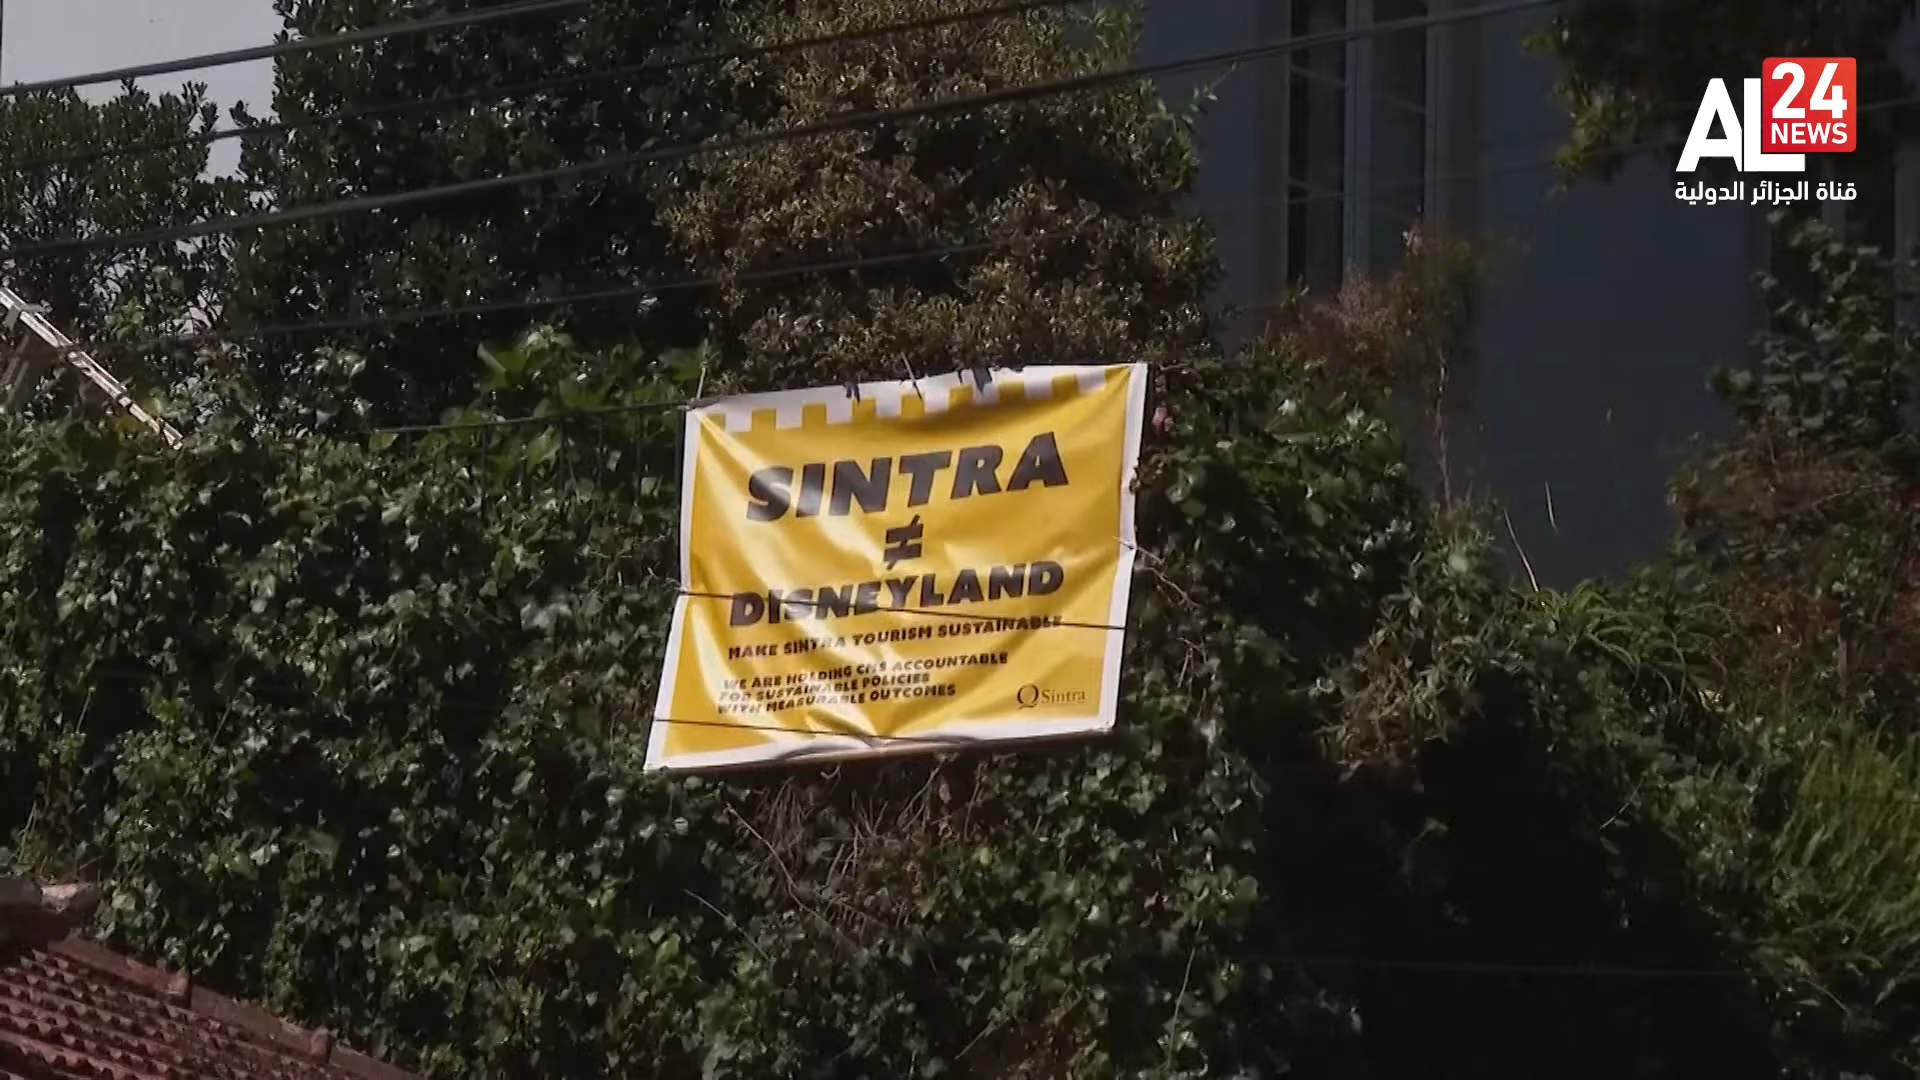 AL 24 NEWS
قناة الجزائر الدولية
SINTRA
≠
DISNEYLAND
MAKE SINTRA TOURISM SUSTAINABLE
WE ARE HOLDING CMS ACCOUNTABLE
FOR SUSTAINABLE POLICIES
WITH MEASURABLE OUTCOMES
QSintra